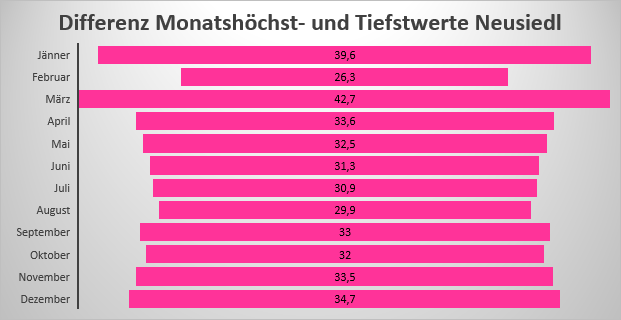 Differenz Monatshöchst- und Tiefstwerte Neusiedl
Jänner 39,6
Februar 26,3
März 42,7
April 33,6
Mai 32,5
Juni 31,3
Juli 30,9
August 29,9
September 33
Oktober 32
November 33,5
Dezember 34,7